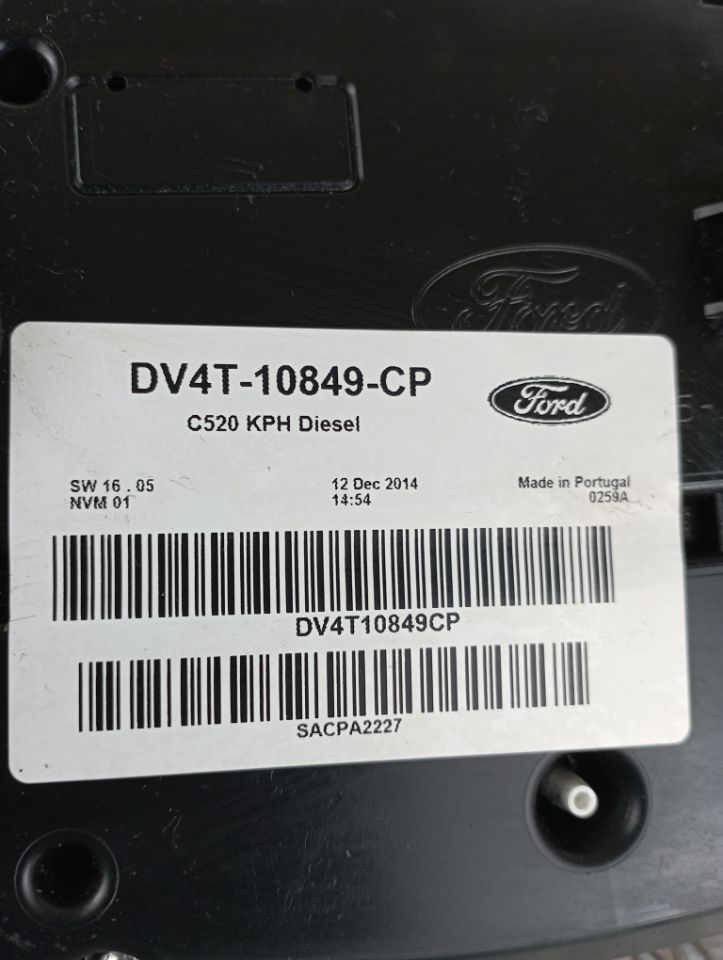 Ford
DV4T-10849-CP
Ford
C520 KPH Diesel
SW 16 . 05
NVM 01
12 Dec 2014
14:54
Made in Portugal
0259A
DV4T10849CP
SACPA2227